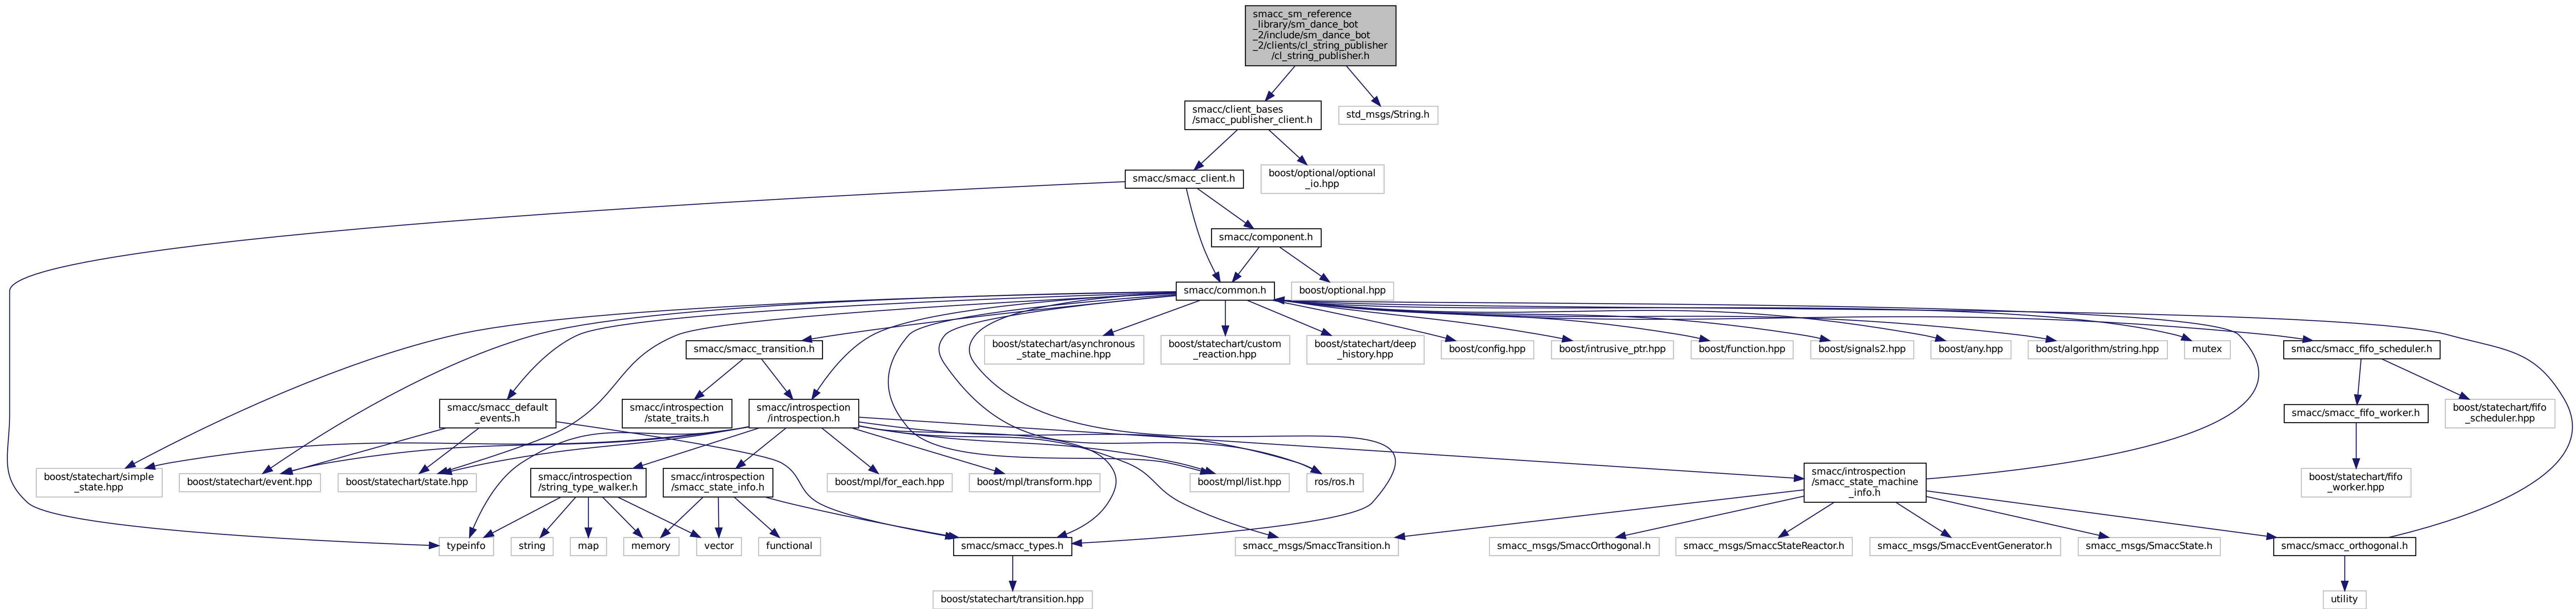 smacc_sm_reference
_library/sm_dance_bot
_2/include/sm_dance_bot
_2/clients/cl_string_publisher
/cl_string_publisher.h
smacc/client_bases
/smacc_publisher_client.h
std_msgs/String.h
smacc/smacc_client.h
boost/optional/optional
_io.hpp
smacc/component.h
smacc/common.h
boost/optional.hpp
smacc/smacc_transition.h
boost/statechart/asynchronous
_state_machine.hpp
boost/statechart/custom
_reaction.hpp
boost/statechart/deep
_history.hpp
boost/config.hpp
boost/intrusive_ptr.hpp
boost/function.hpp
boost/signals2.hpp
boost/any.hpp
boost/algorithm/string.hpp
mutex
smacc/smacc_fifo_scheduler.h
smacc/smacc_default
_events.h
smacc/introspection
/state_traits.h
smacc/introspection
/introspection.h
smacc/smacc_fifo_worker.h
boost/statechart/fifo
_scheduler.hpp
boost/statechart/simple
_state.hpp
boost/statechart/event.hpp
boost/statechart/state.hpp
smacc/introspection
/string_type_walker.h
smacc/introspection
/smacc_state_info.h
boost/mpl/for_each.hpp
boost/mpl/transform.hpp
boost/mpl/list.hpp
ros/ros.h
smacc/introspection
/smacc_state_machine
_info.h
boost/statechart/fifo
_worker.hpp
typeinfo
string
map
memory
vector
functional
smacc/smacc_types.h
smacc_msgs/SmaccTransition.h
smacc_msgs/SmaccOrthogonal.h
smacc_msgs/SmaccStateReactor.h
smacc_msgs/SmaccEventGenerator.h
smacc_msgs/SmaccState.h
smacc/smacc_orthogonal.h
boost/statechart/transition.hpp
utility